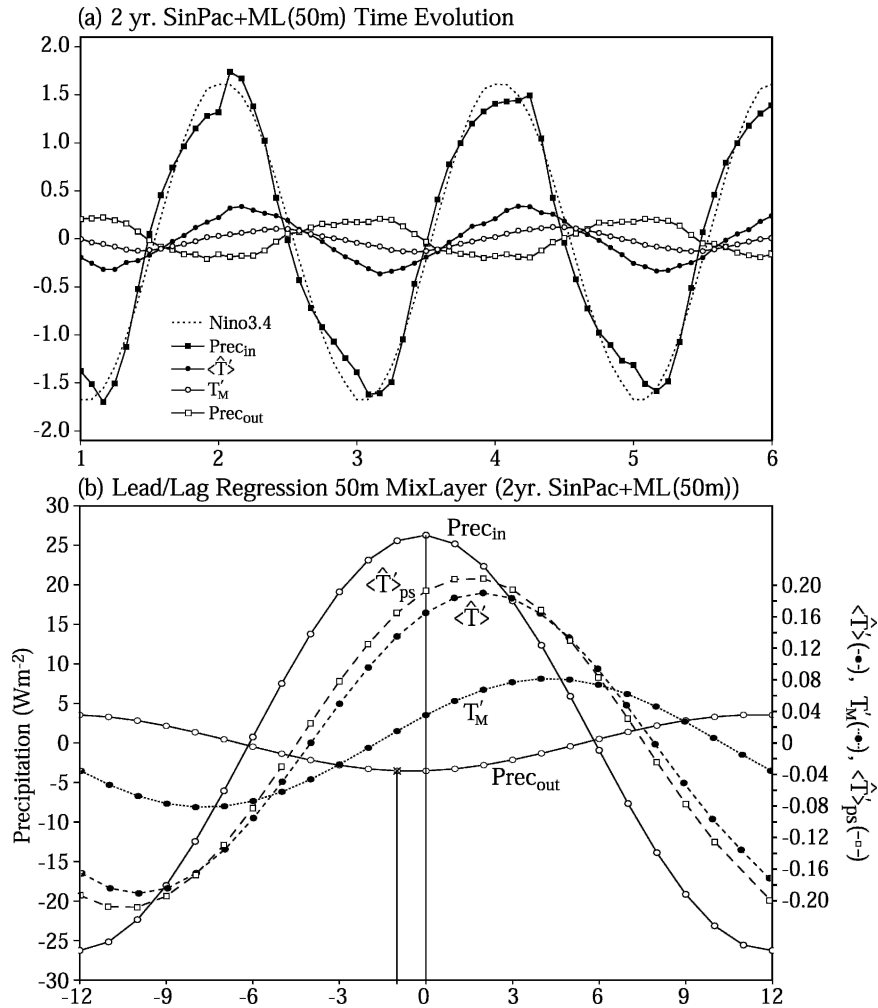 (a) 2 yr. SinPac+ML(50m) Time Evolution
2.0
1.5
1.0
0.5
0
-0.5
-1.0
-1.5
-2.0
Nino3.4
Prec_in
<T̂′>
T′_M
Prec_out
1 2 3 4 5 6
(b) Lead/Lag Regression 50m MixLayer (2yr. SinPac+ML(50m))
Precipitation (Wm⁻²)
30
25
20
15
10
5
0
-5
-10
-15
-20
-25
-30
Prec_in
<T̂′>_ps
<T̂′>
T′_M
Prec_out
0.20
0.16
0.12
0.08
0.04
0
-0.04
-0.08
-0.12
-0.16
-0.20
<T̂′>(-●-), T′_M(··●··), <T̂′>_ps(-□-)
-12 -9 -6 -3 0 3 6 9 12